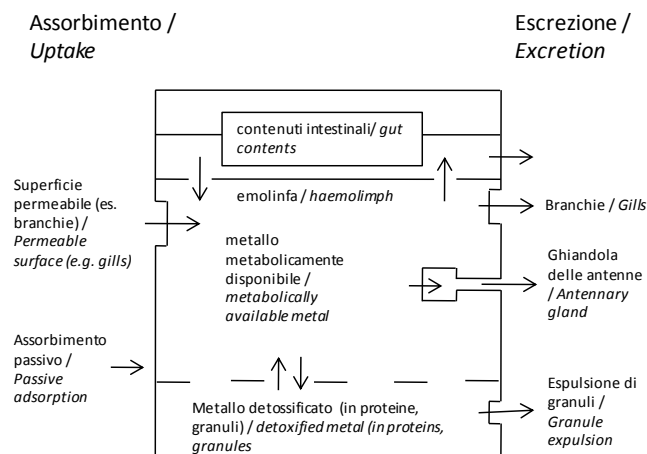 Assorbimento /
Uptake
Escrezione /
Excretion
contenuti intestinali/ gut
contents
emolinfa / haemolimph
Superficie
permeabile (es.
branchie) /
Permeable
surface (e.g. gills)
Branchie / Gills
metallo
metabolicamente
disponibile /
metabolically
available metal
Ghiandola
delle antenne
/ Antennary
gland
Assorbimento
passivo /
Passive
adsorption
Metallo detossificato (in proteine,
granuli) / detoxified metal (in proteins,
granules
Espulsione di
granuli /
Granule
expulsion